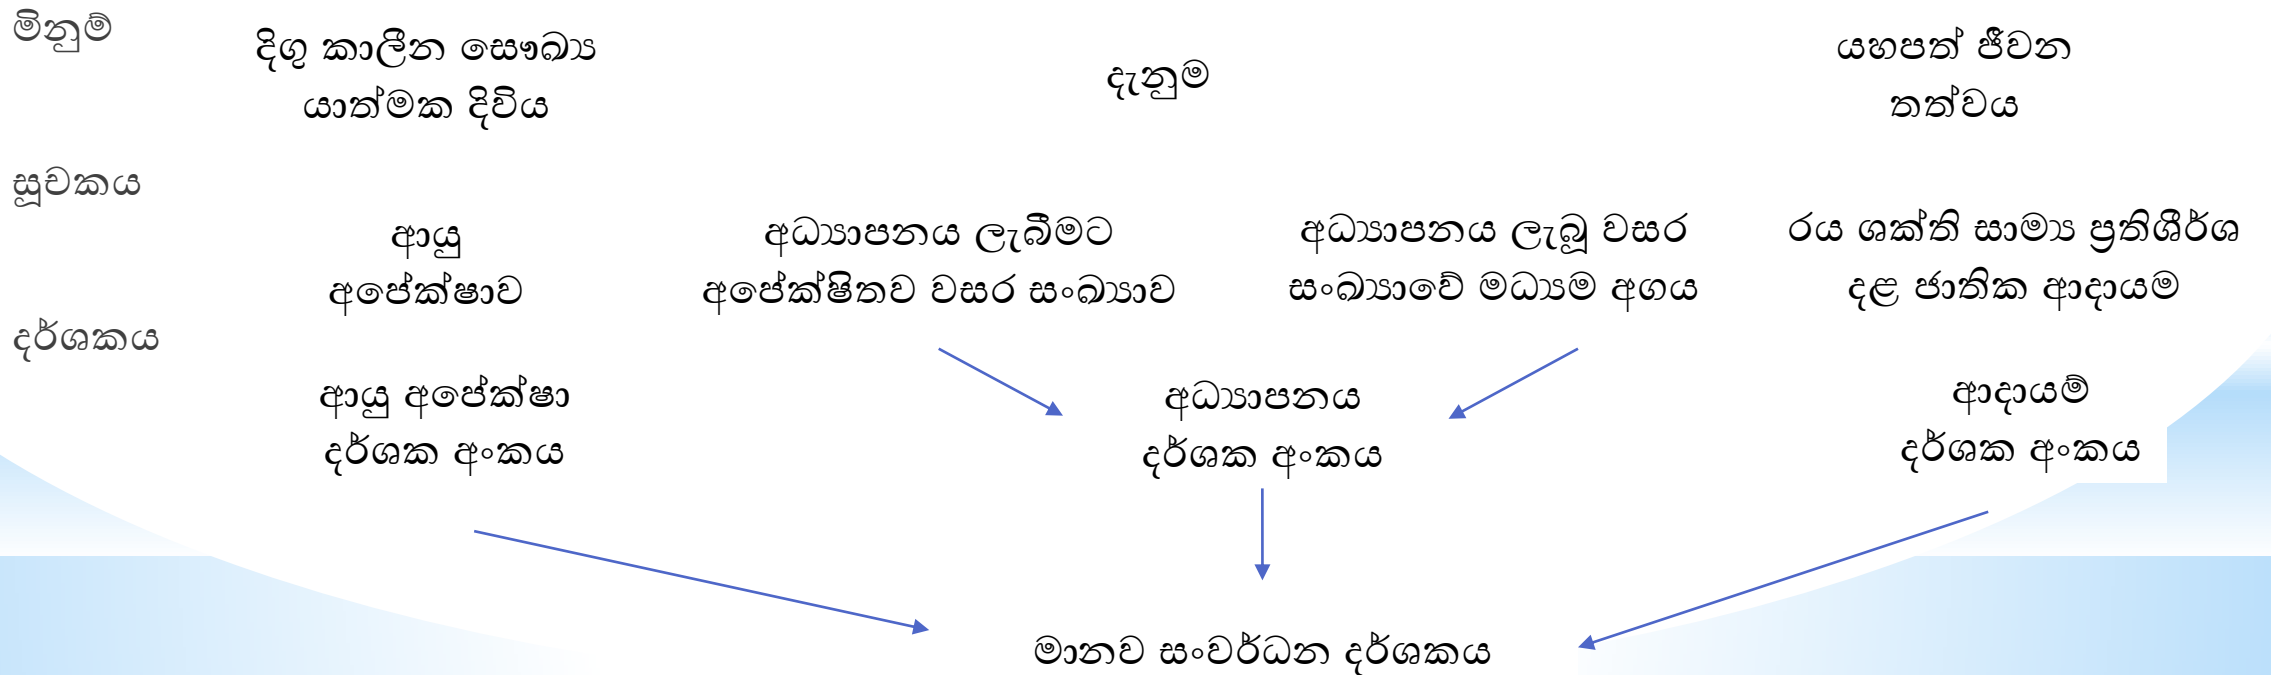 මිනුම්
දිගු කාලීන සෞඛ්‍ය
යාත්මක දිවිය
දැනුම
යහපත් ජීවන
තත්වය
සූචකය
ආයු
අපේක්ෂාව
අධ්‍යාපනය ලැබීමට
අපේක්ෂිතව වසර සංඛ්‍යාව
අධ්‍යාපනය ලැබූ වසර
සංඛ්‍යාවේ මධ්‍යම අගය
රය ශක්ති සාම්‍ය ප්‍රතිශීර්ශ
දළ ජාතික ආදායම
දර්ශකය
ආයු අපේක්ෂා
දර්ශක අංකය
අධ්‍යාපනය
දර්ශක අංකය
ආදායම්
දර්ශක අංකය
මානව සංවර්ධන දර්ශකය